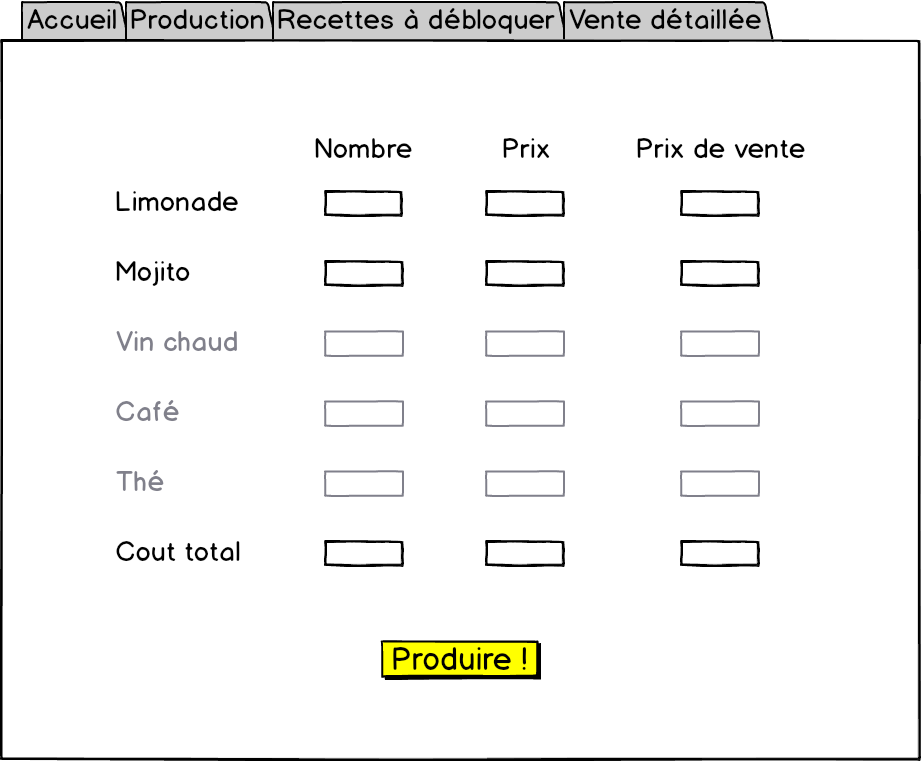 Accueil Production Recettes à débloquer Vente détaillée
Nombre Prix Prix de vente
Limonade
Mojito
Vin chaud
Café
Thé
Cout total
Produire !